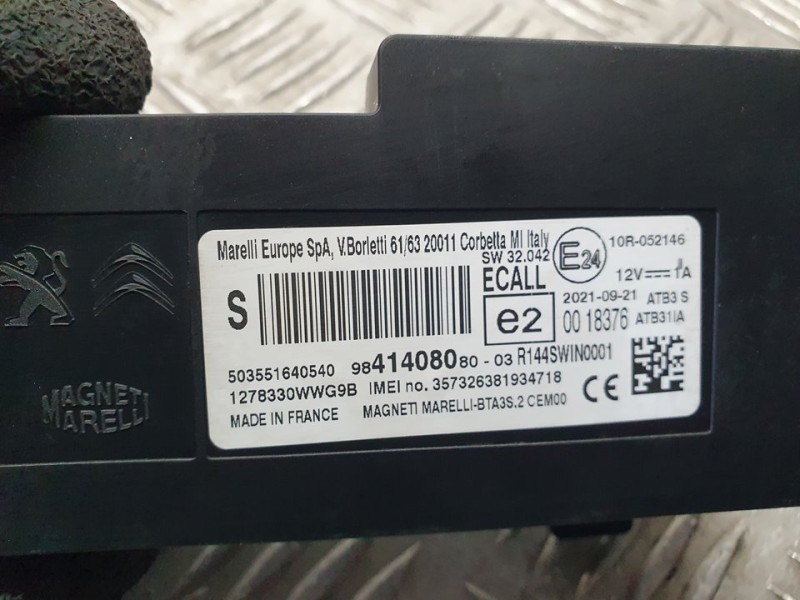 Marelli Europe SpA, V.Borletti 61/63 20011 Corbetta MI Italy
SW 32.042
ECALL
E24
10R-052146
12V 1A
S
e2
2021-09-21 ATB3 S
00 18376 ATB31IA
503551640540 9841408080-03 R144SWIN0001
1278330WWG9B IMEI no. 357326381934718
CE
MADE IN FRANCE MAGNETI MARELLI-BTA3S.2 CEM00
MAGNETI
MARELLI